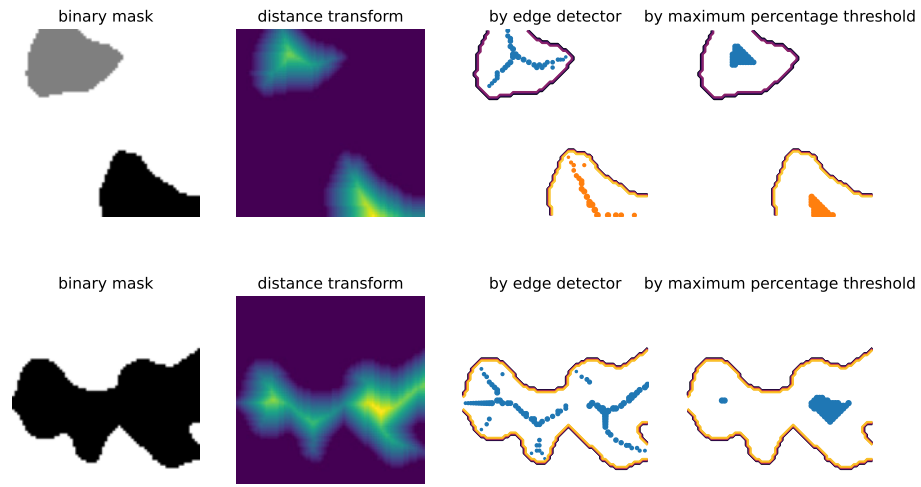 binary mask
distance transform
by edge detector
by maximum percentage threshold
binary mask
distance transform
by edge detector
by maximum percentage threshold